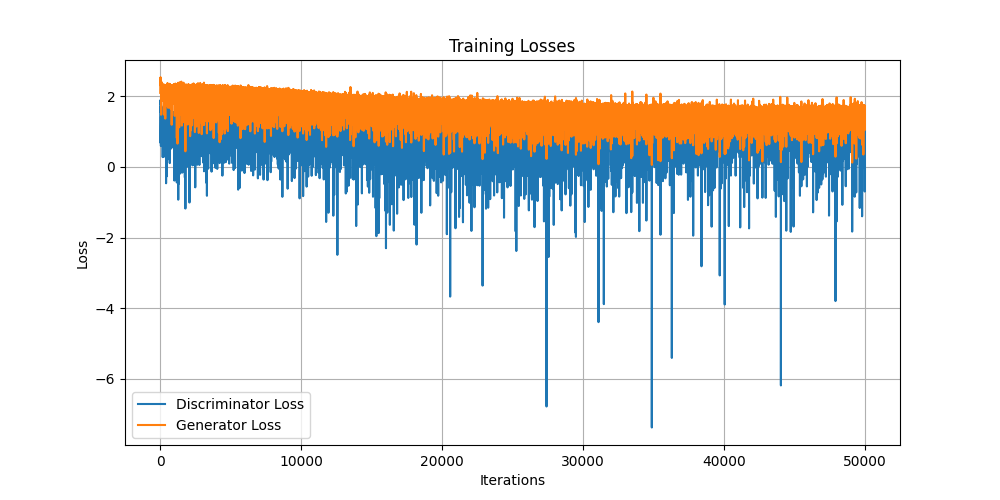 Training Losses
2
0
−2
−4
−6
Loss
Discriminator Loss
Generator Loss
0
10000
20000
30000
40000
50000
Iterations